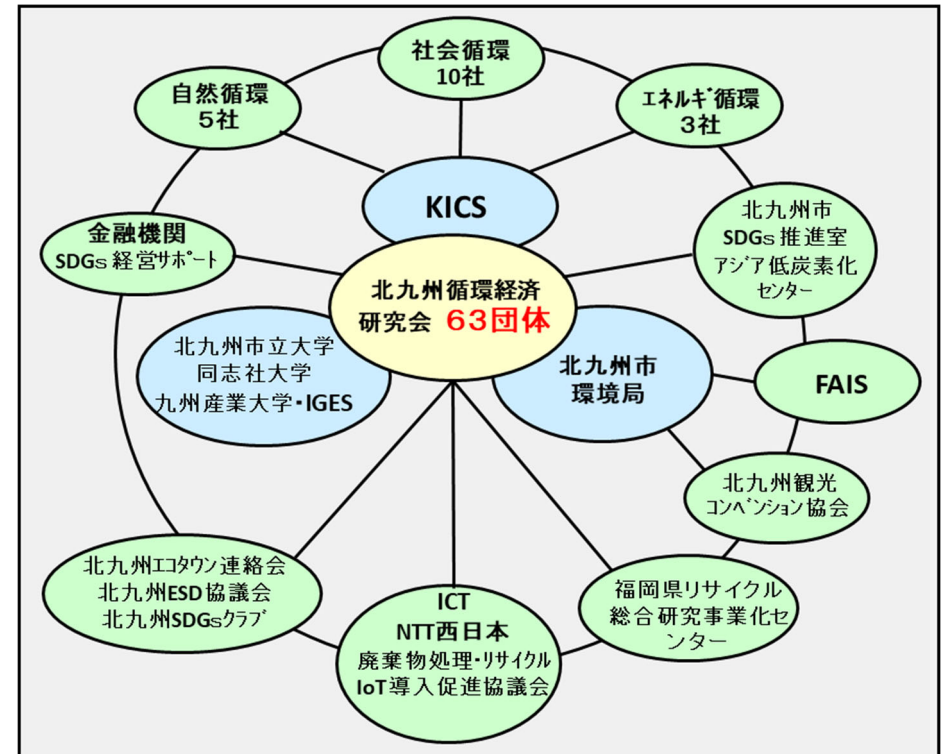 社会循環
10社
自然循環
５社
エネルギ循環
３社
KICS
北九州市
SDGs推進室
アジア低炭素化
センター
金融機関
SDGs経営サポート
北九州循環経済
研究会 ６３団体
北九州市立大学
同志社大学
九州産業大学・IGES
北九州市
環境局
FAIS
北九州観光
コンベンション協会
北九州エコタウン連絡会
北九州ESD協議会
北九州SDGsクラブ
ICT
NTT西日本
廃棄物処理・リサイクル
IoT導入促進協議会
福岡県リサイクル
総合研究事業化セ
ンター